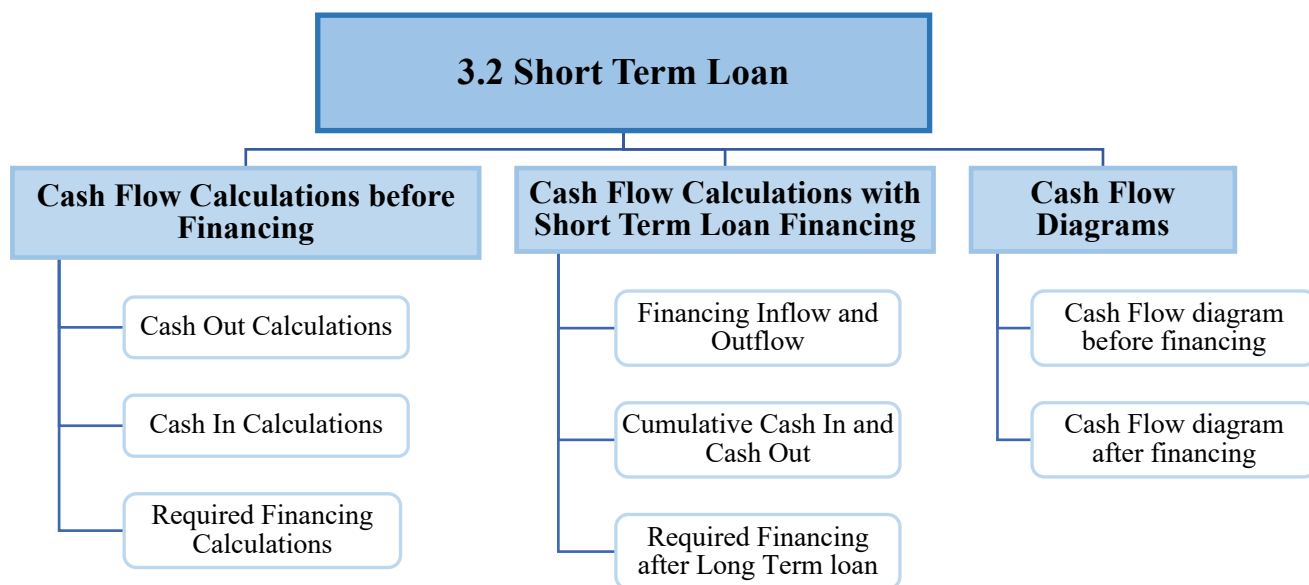 3.2 Short Term Loan
Cash Flow Calculations before
Financing
Cash Out Calculations
Cash In Calculations
Required Financing
Calculations
Cash Flow Calculations with
Short Term Loan Financing
Financing Inflow and
Outflow
Cumulative Cash In and
Cash Out
Required Financing
after Long Term loan
Cash Flow
Diagrams
Cash Flow diagram
before financing
Cash Flow diagram
after financing